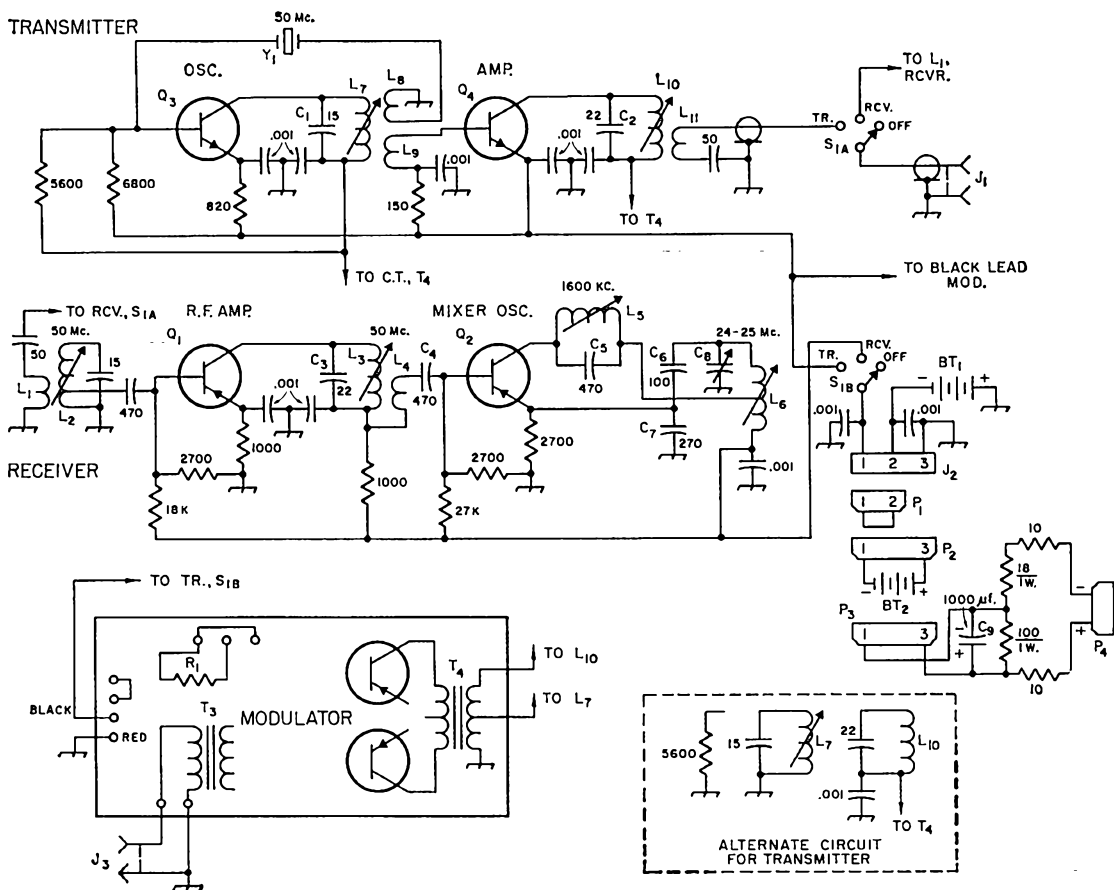 TRANSMITTER
50 Mc.
Y1
OSC.
Q3
C1 15
L7
L8
L9
.001
.001
5600
6800
820
150
AMP.
Q4
22 C2
L10
L11
.001
50
TO T4
TO L1, RCVR.
TR.
RCV.
OFF
S1A
J1
TO C.T., T4
TO BLACK LEAD MOD.
TO RCV., S1A
50 Mc.
50
L1
L2
15
470
R.F. AMP.
Q1
C3
22
.001
50 Mc.
L3
L4
C4
470
1000
2700
18K
1000
MIXER OSC.
Q2
1600 KC.
L5
C5
470
C6
100
C7
270
24-25 Mc.
C8
L6
2700
2700
27K
.001
RECEIVER
TR.
RCV.
OFF
S1B
BT1
- +
.001
.001
1 2 3
J2
1 2 P1
1 3 P2
- +
BT2
P3
1 3
1000 µf.
-
C9
+
10
18
1W.
100
1W.
10
-
+
P4
TO TR., S1B
R1
T3
MODULATOR
BLACK
RED
T4
TO L10
TO L7
J3
5600
15
L7
22
L10
.001
TO T4
ALTERNATE CIRCUIT
FOR TRANSMITTER